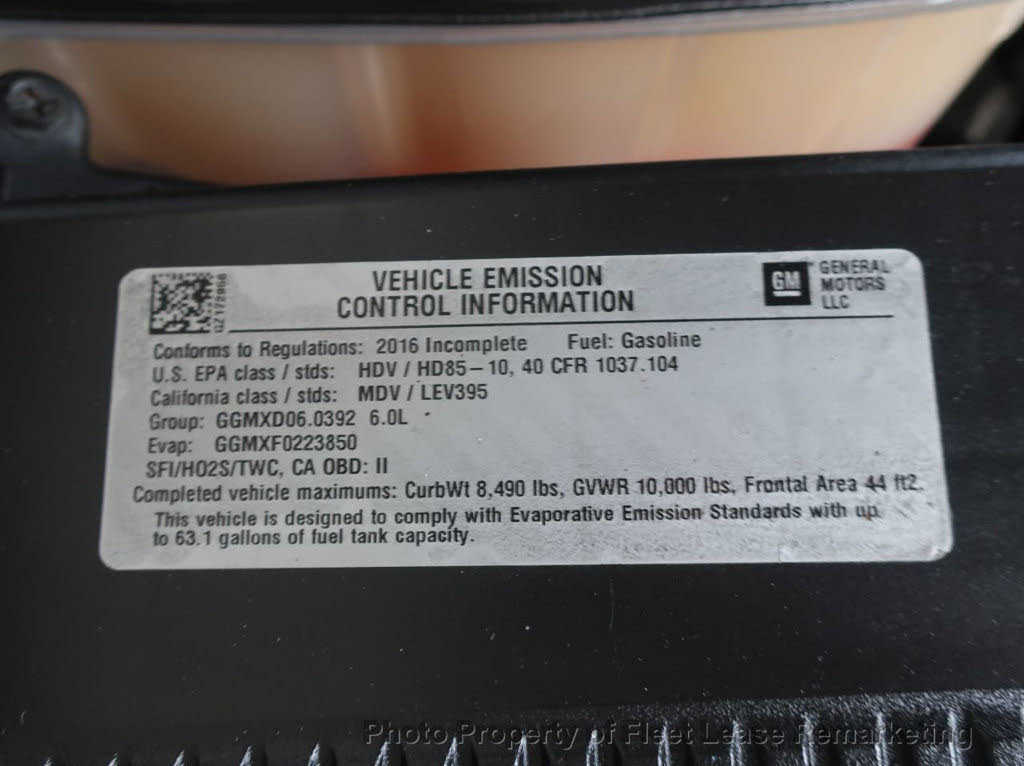 VEHICLE EMISSION
CONTROL INFORMATION
GM
GENERAL
MOTORS
LLC
Conforms to Regulations: 2016 Incomplete Fuel: Gasoline
U.S. EPA class / stds: HDV / HD85-10, 40 CFR 1037.104
California class / stds: MDV / LEV395
Group: GGMXD06.0392 6.0L
Evap: GGMXF0223850
SFI/HO2S/TWC, CA OBD: II
Completed vehicle maximums: CurbWt 8,490 lbs, GVWR 10,000 lbs, Frontal Area 44 ft2.
This vehicle is designed to comply with Evaporative Emission Standards with up
to 63.1 gallons of fuel tank capacity.
Photo Property of Fleet Lease Remarketing